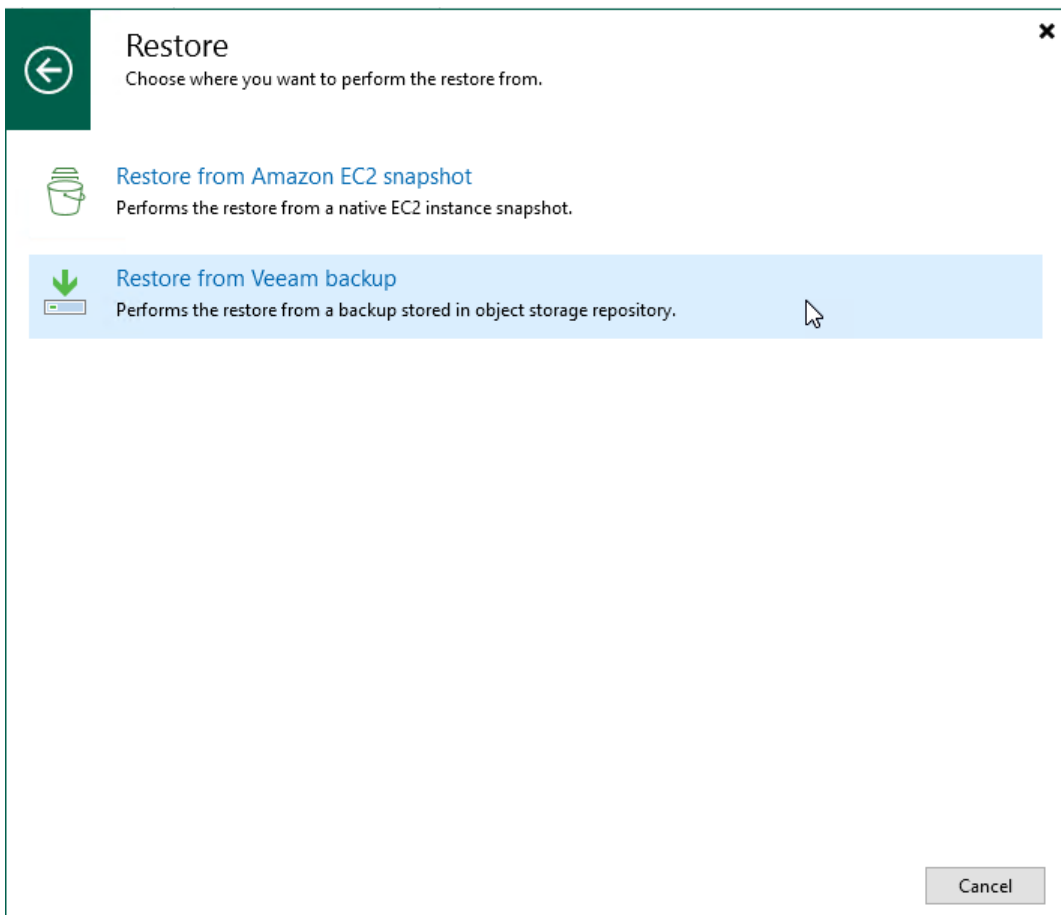 Restore
Choose where you want to perform the restore from.
Restore from Amazon EC2 snapshot
Performs the restore from a native EC2 instance snapshot.
Restore from Veeam backup
Performs the restore from a backup stored in object storage repository.
Cancel